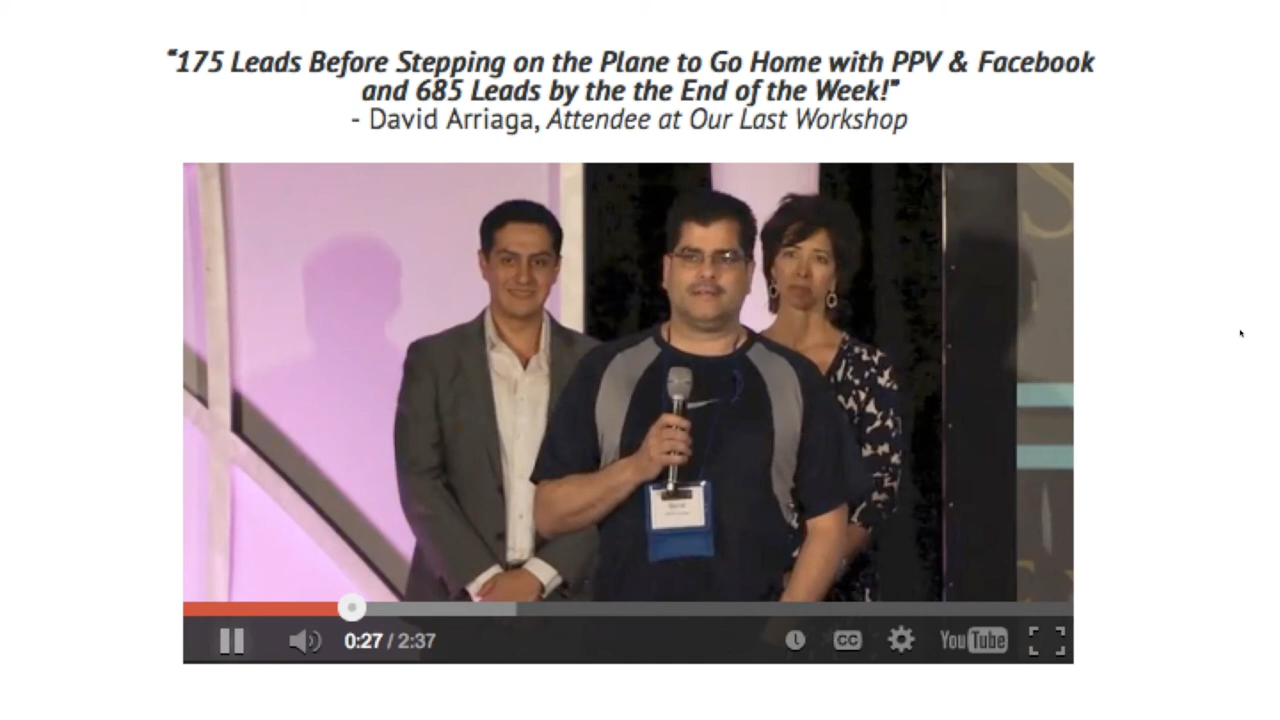 "175 Leads Before Stepping on the Plane to Go Home with PPV & Facebook
and 685 Leads by the the End of the Week!"
- David Arriaga, Attendee at Our Last Workshop
0:27 / 2:37
CC
YouTube